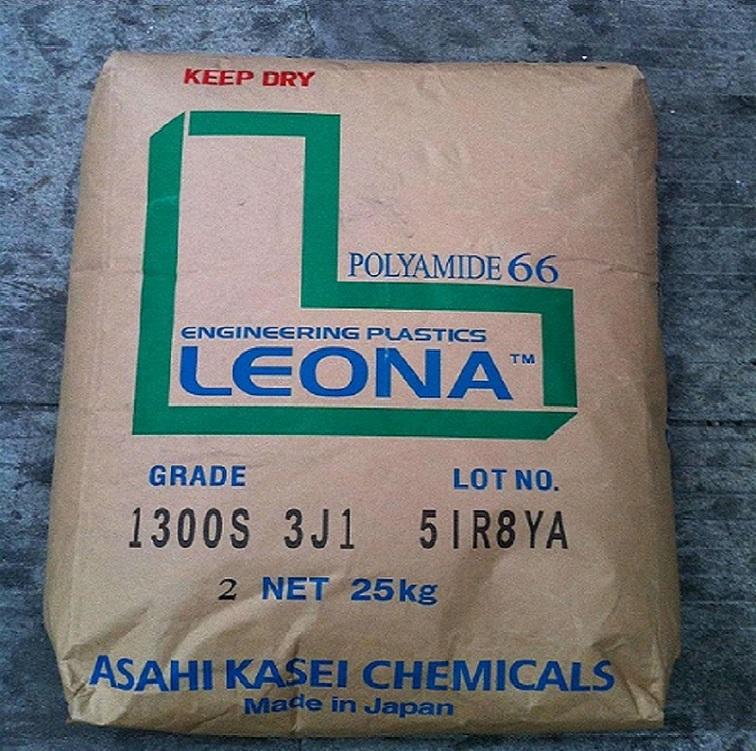 KEEP DRY
POLYAMIDE 66
ENGINEERING PLASTICS
LEONA™
GRADE LOT NO.
1300S 3J1 51R8YA
2 NET 25kg
ASAHI KASEI CHEMICALS
Made in Japan